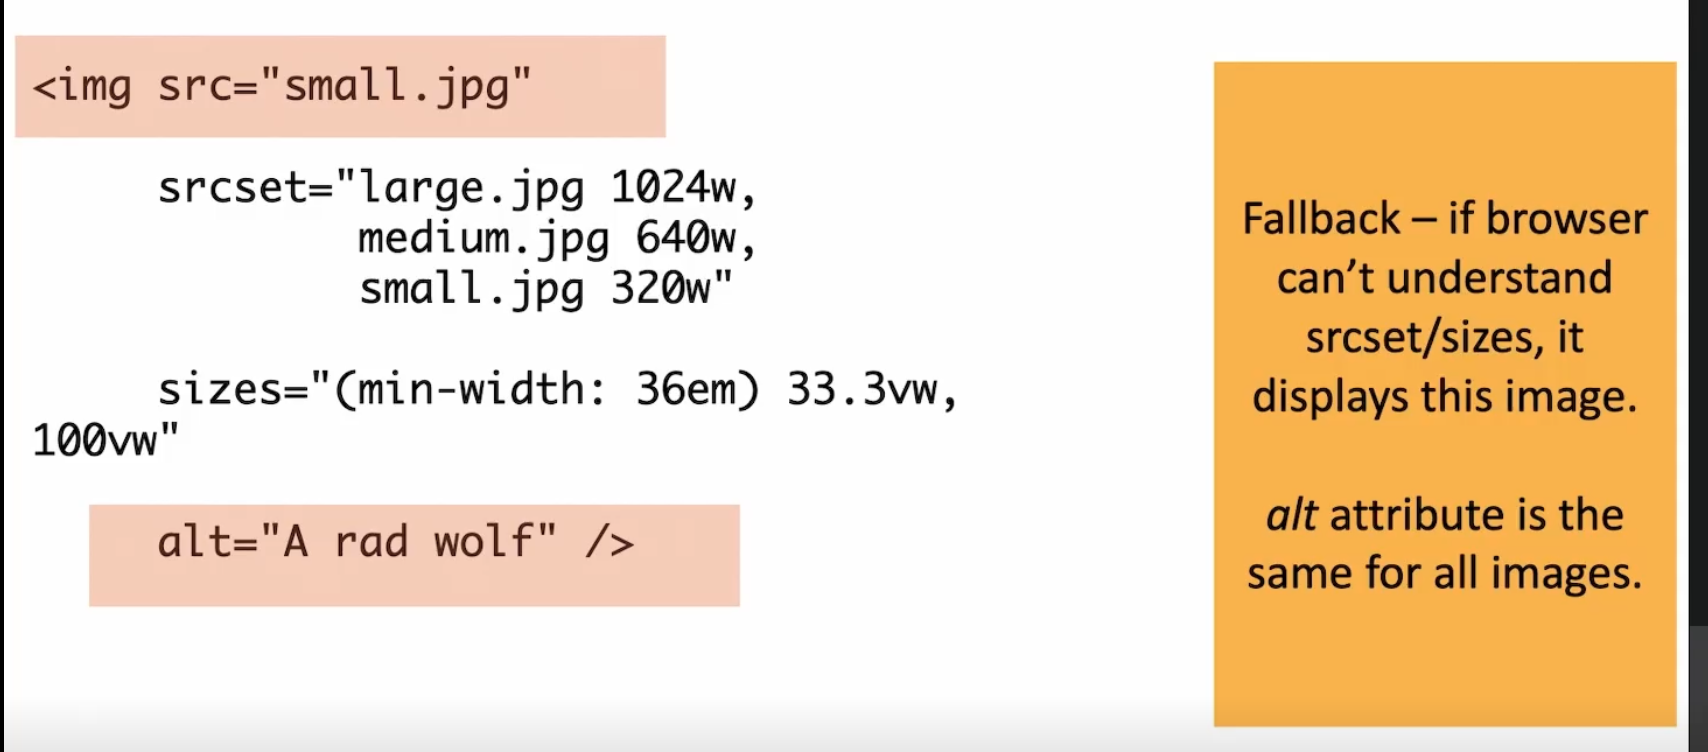 <img src="small.jpg"
srcset="large.jpg 1024w,
medium.jpg 640w,
small.jpg 320w"
sizes="(min-width: 36em) 33.3vw,
100vw"
alt="A rad wolf" />
Fallback – if browser
can’t understand
srcset/sizes, it
displays this image.
alt attribute is the
same for all images.